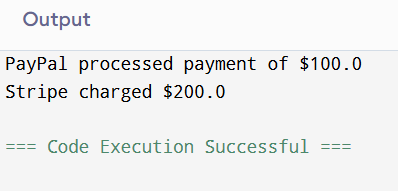 Output
PayPal processed payment of $100.0
Stripe charged $200.0
=== Code Execution Successful ===